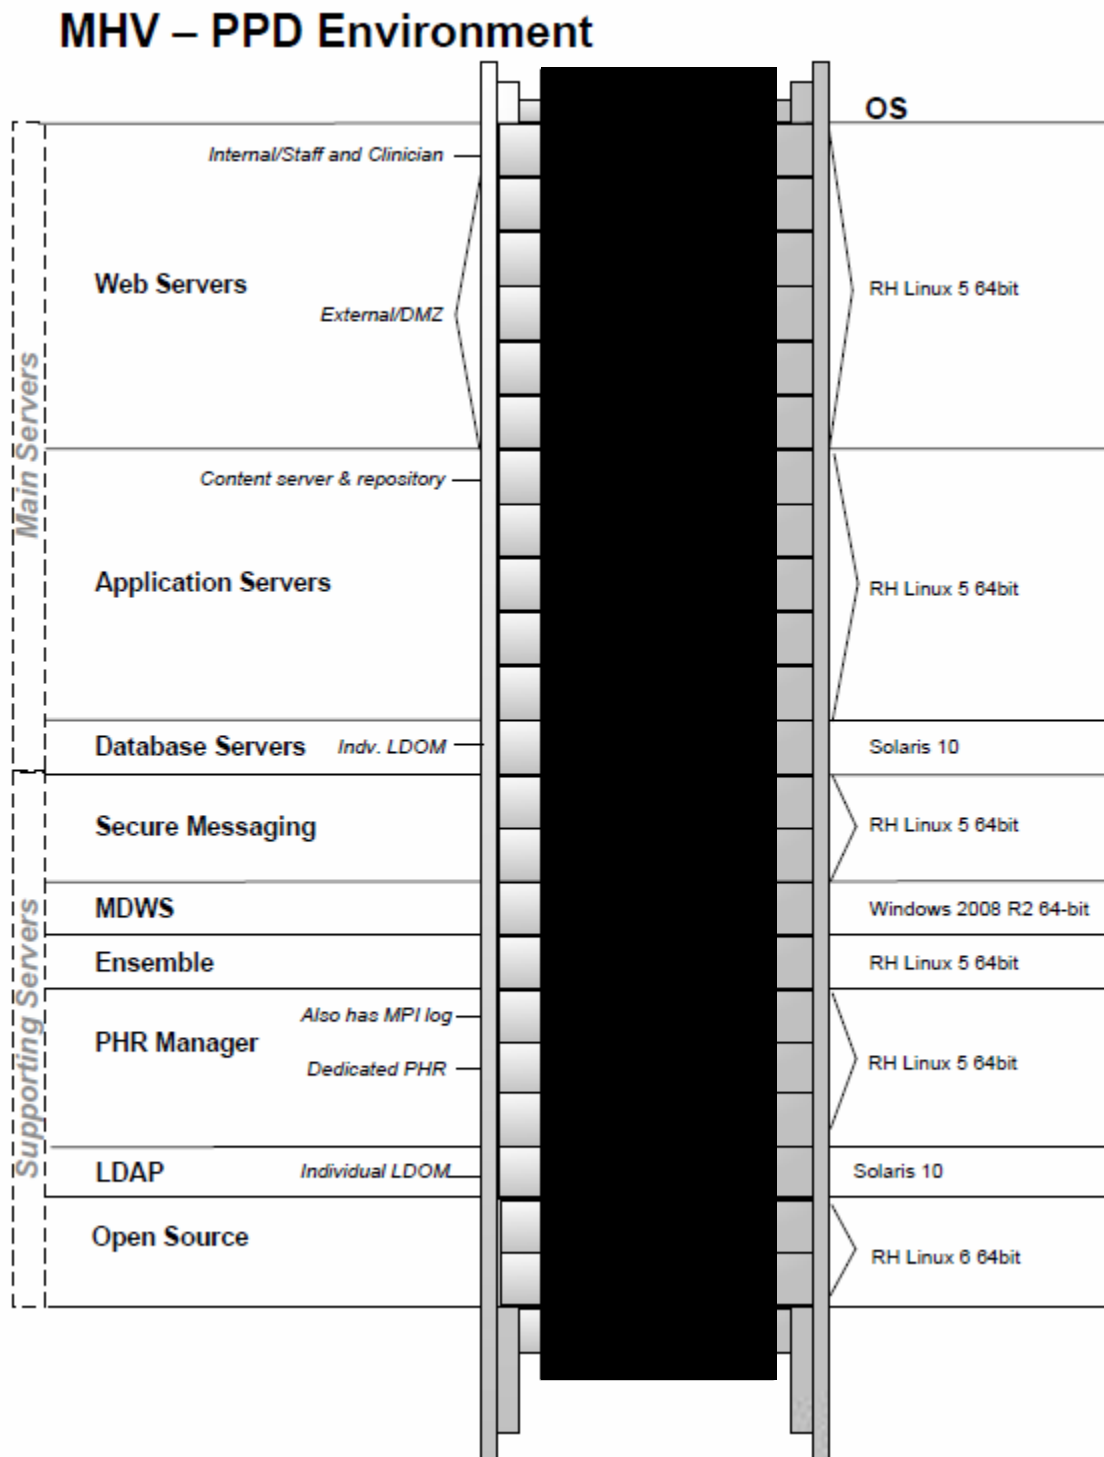 MHV – PPD Environment
OS
Main Servers
Internal/Staff and Clinician
Web Servers
External/DMZ
RH Linux 5 64bit
Content server & repository
Application Servers
RH Linux 5 64bit
Database Servers Indv. LDOM
Solaris 10
Supporting Servers
Secure Messaging
RH Linux 5 64bit
MDWS
Windows 2008 R2 64-bit
Ensemble
RH Linux 5 64bit
Also has MPI log
PHR Manager
Dedicated PHR
RH Linux 5 64bit
LDAP Individual LDOM
Solaris 10
Open Source
RH Linux 6 64bit